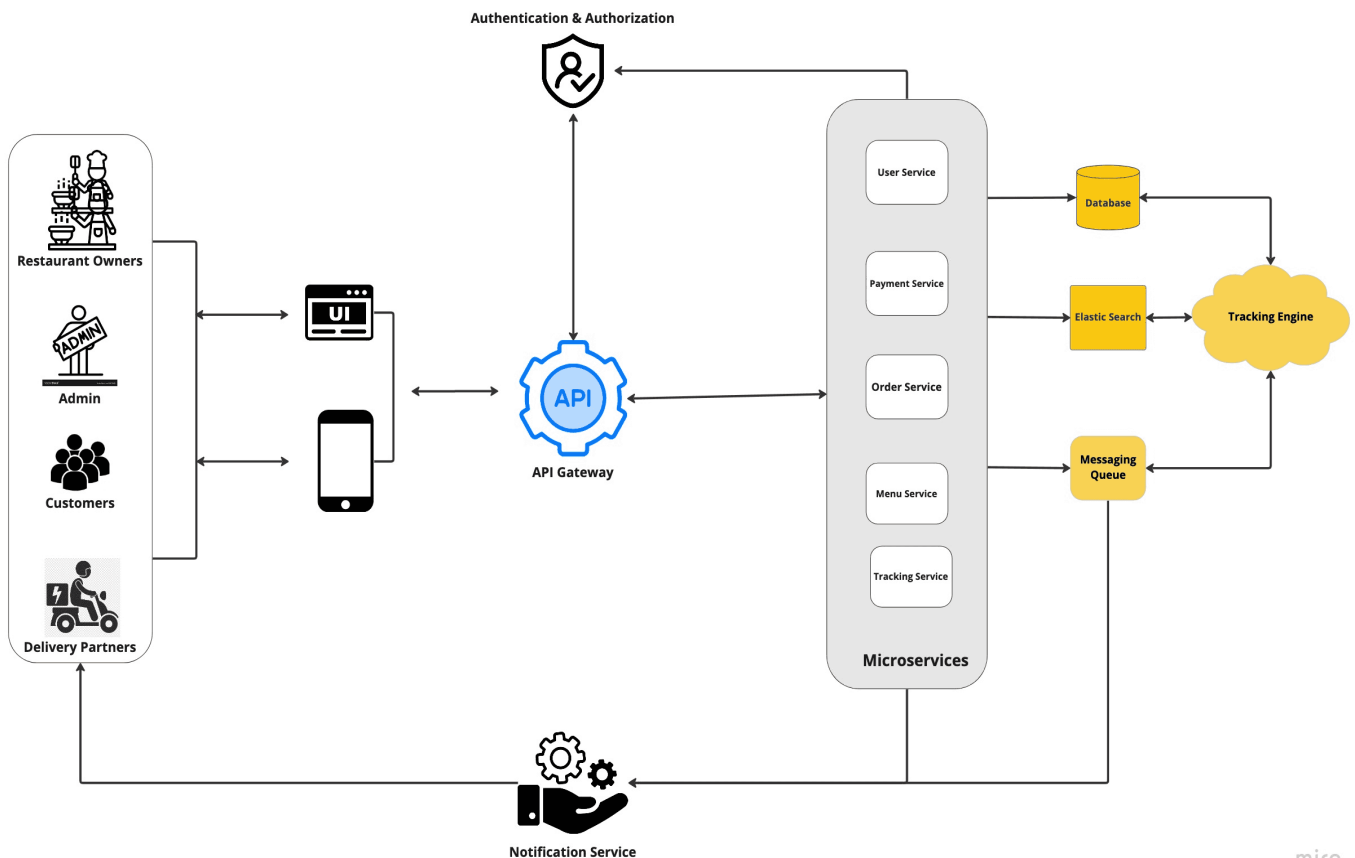 Authentication & Authorization
Restaurant Owners
ADMIN
Admin
Customers
Delivery Partners
UI
API
API Gateway
User Service
Payment Service
Order Service
Menu Service
Tracking Service
Microservices
Database
Elastic Search
Messaging
Queue
Tracking Engine
Notification Service
miro